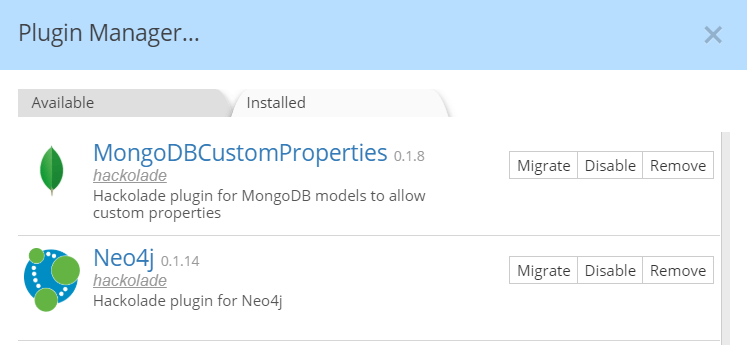 Plugin Manager...
Available
Installed
MongoDBCustomProperties 0.1.8
hackolade
Hackolade plugin for MongoDB models to allow
custom properties
Migrate Disable Remove
Neo4j 0.1.14
hackolade
Hackolade plugin for Neo4j
Migrate Disable Remove